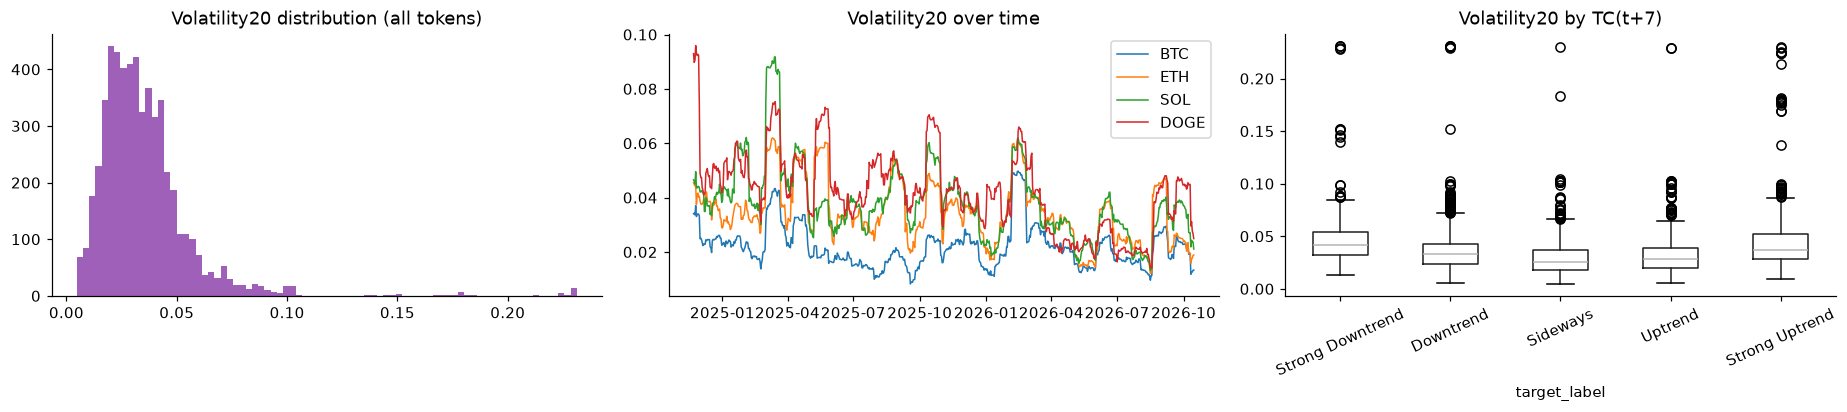 Volatility20 distribution (all tokens)
400
300
200
100
0
0.00 0.05 0.10 0.15 0.20
Volatility20 over time
0.10
0.08
0.06
0.04
0.02
BTC
ETH
SOL
DOGE
2025-01 2025-04 2025-07 2025-10 2026-01 2026-04 2026-07 2026-10
Volatility20 by TC(t+7)
0.20
0.15
0.10
0.05
0.00
Strong Downtrend
Downtrend
Sideways
Uptrend
Strong Uptrend
target_label